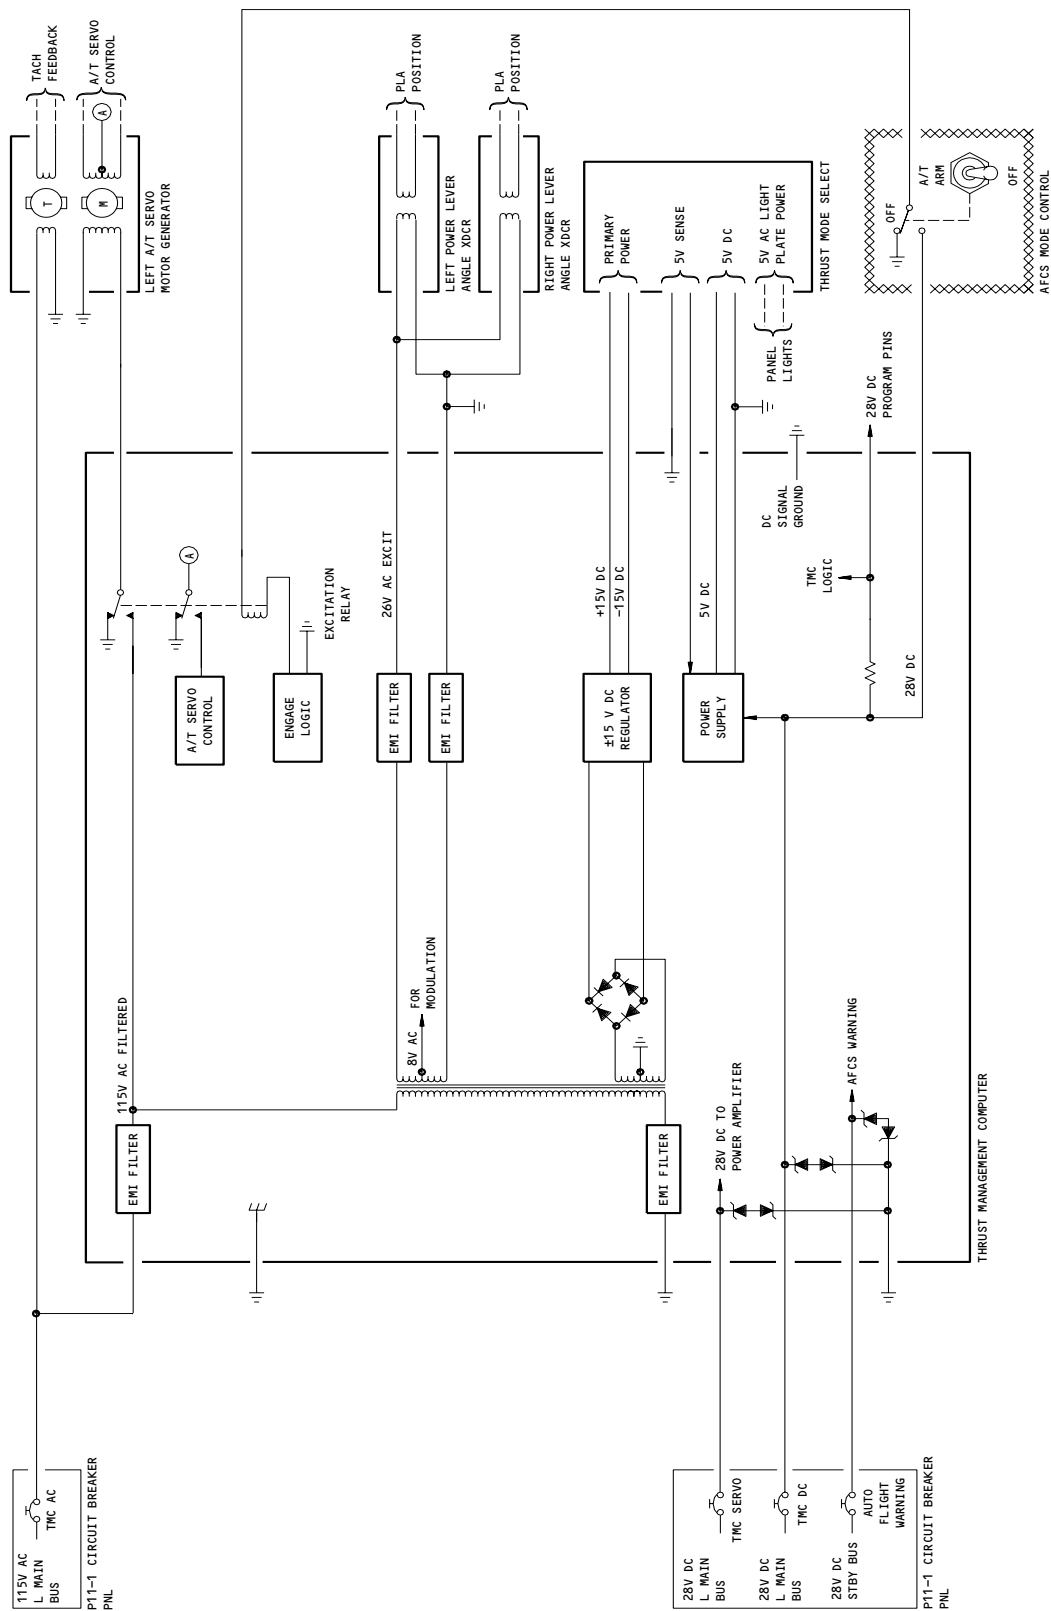 115V AC
L MAIN
BUS
TMC AC
P11-1 CIRCUIT BREAKER
PNL
28V DC
L MAIN
BUS
TMC SERVO
28V DC
L MAIN
BUS
TMC DC
28V DC
STBY BUS
AUTO
FLIGHT
WARNING
P11-1 CIRCUIT BREAKER
PNL
EMI FILTER
115V AC FILTERED
EMI FILTER
8V AC
FOR
MODULATION
28V DC TO
POWER AMPLIFIER
AFCS WARNING
A/T SERVO
CONTROL
ENGAGE
LOGIC
A
EXCITATION
RELAY
EMI FILTER
EMI FILTER
26V AC EXCIT
±15 V DC
REGULATOR
+15V DC
-15V DC
POWER
SUPPLY
5V DC
28V DC
TMC
LOGIC
DC
SIGNAL
GROUND
28V DC
PROGRAM PINS
THRUST MANAGEMENT COMPUTER
T
M
A
TACH
FEEDBACK
A/T SERVO
CONTROL
LEFT A/T SERVO
MOTOR GENERATOR
PLA
POSITION
LEFT POWER LEVER
ANGLE XDCR
PLA
POSITION
RIGHT POWER LEVER
ANGLE XDCR
PRIMARY
POWER
5V SENSE
5V DC
5V AC LIGHT
PLATE POWER
PANEL
LIGHTS
THRUST MODE SELECT
OFF
A/T
ARM
OFF
AFCS MODE CONTROL